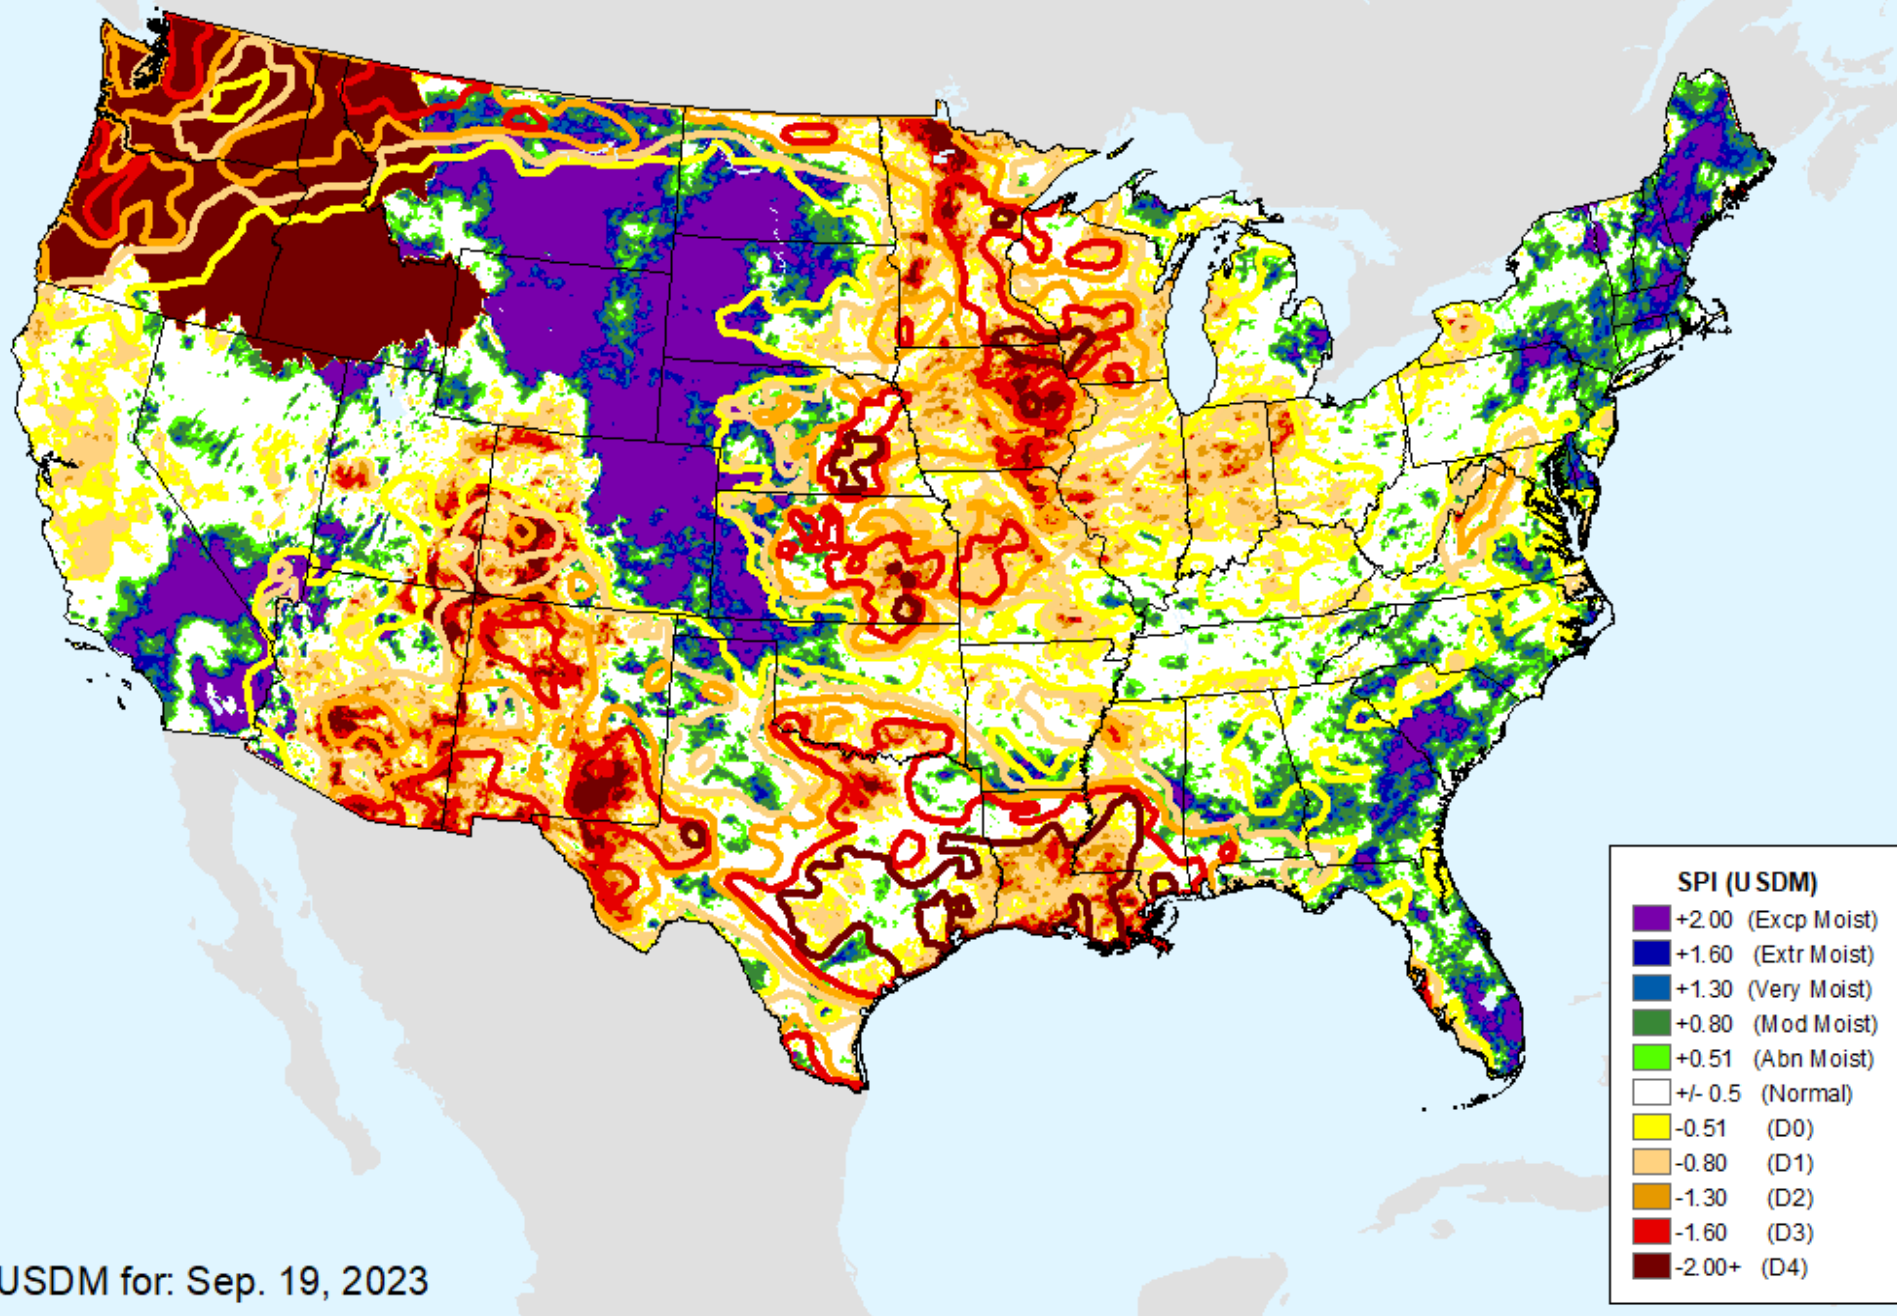 SPI (USDM)
+2.00 (Excp Moist)
+1.60 (Extr Moist)
+1.30 (Very Moist)
+0.80 (Mod Moist)
+0.51 (Abn Moist)
+/- 0.5 (Normal)
-0.51 (D0)
-0.80 (D1)
-1.30 (D2)
-1.60 (D3)
-2.00+ (D4)
USDM for: Sep. 19, 2023